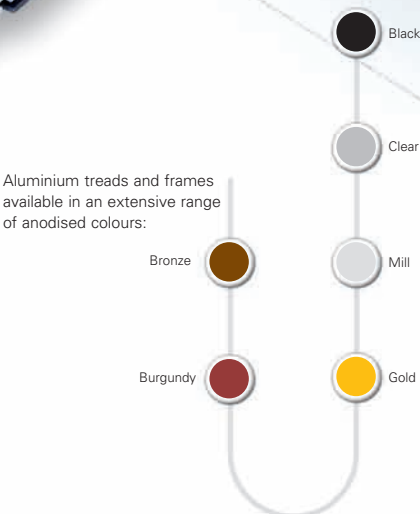 Black
Clear
Aluminium treads and frames
available in an extensive range
of anodised colours:
Bronze
Mill
Burgundy
Gold